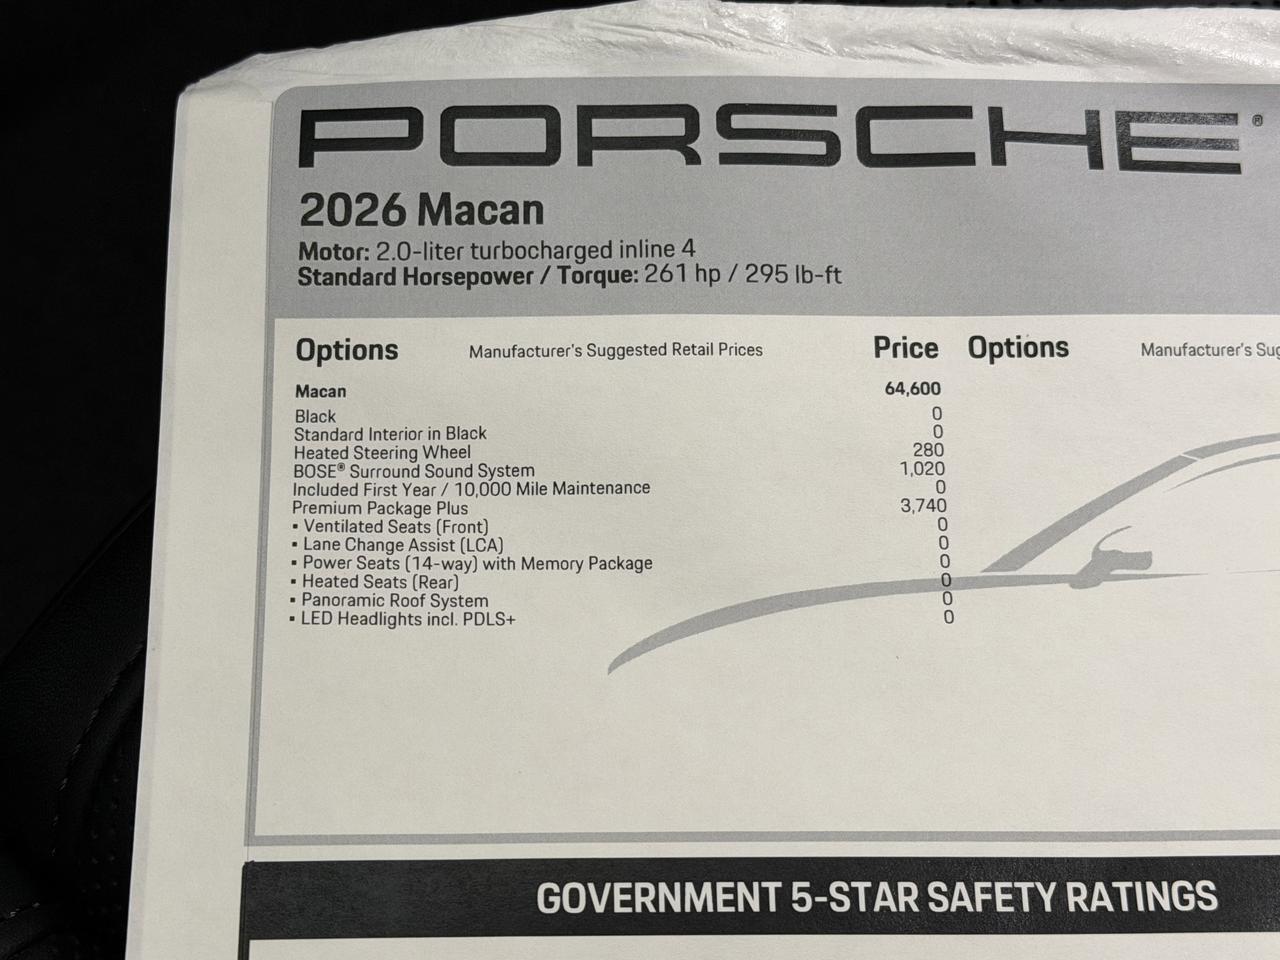 PORSCHE®
2026 Macan
Motor: 2.0-liter turbocharged inline 4
Standard Horsepower / Torque: 261 hp / 295 lb-ft
Options Manufacturer's Suggested Retail Prices Price Options Manufacturer's
Macan 64,600
Black 0
Standard Interior in Black 0
Heated Steering Wheel 280
BOSE® Surround Sound System 1,020
Included First Year / 10,000 Mile Maintenance 0
Premium Package Plus 3,740
▪ Ventilated Seats (Front) 0
▪ Lane Change Assist (LCA) 0
▪ Power Seats (14-way) with Memory Package 0
▪ Heated Seats (Rear) 0
▪ Panoramic Roof System 0
▪ LED Headlights incl. PDLS+ 0
GOVERNMENT 5-STAR SAFETY RATINGS